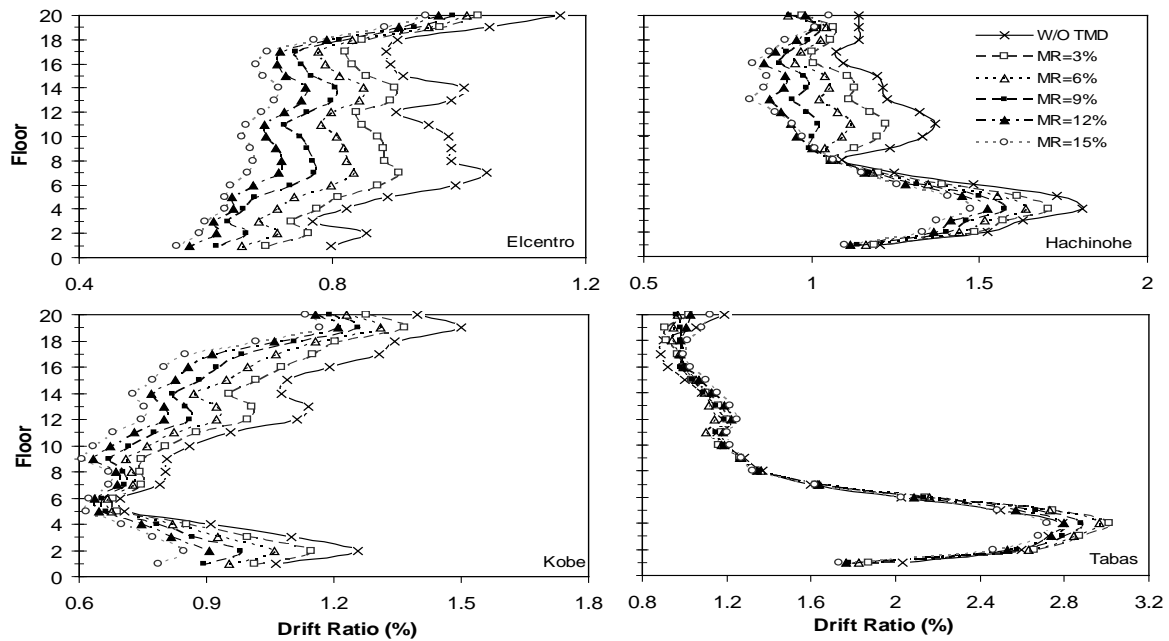 20
18
16
14
12
10
8
6
4
2
0
Floor
Elcentro
0.4 0.8 1.2
W/O TMD
MR=3%
MR=6%
MR=9%
MR=12%
MR=15%
Hachinohe
0.5 1 1.5 2
20
18
16
14
12
10
8
6
4
2
0
Floor
Kobe
0.6 0.9 1.2 1.5 1.8
Drift Ratio (%)
Tabas
0.8 1.2 1.6 2 2.4 2.8 3.2
Drift Ratio (%)